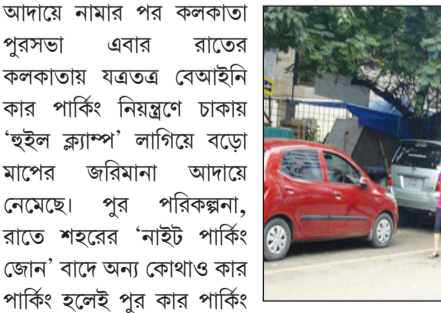 আদায়ে নামার পর কলকাতা
পুরসভা এবার রাতের
কলকাতায় যত্রতত্র বেআইনি
কার পার্কিং নিয়ন্ত্রণে চাকায়
‘হুইল ক্ল্যাম্প’ লাগিয়ে বড়ো
মাপের জরিমানা আদায়ে
নেমেছে। পুর পরিকল্পনা,
রাতে শহরের ‘নাইট পার্কিং
জোন’ বাদে অন্য কোথাও কার
পার্কিং হলেই পুর কার পার্কিং